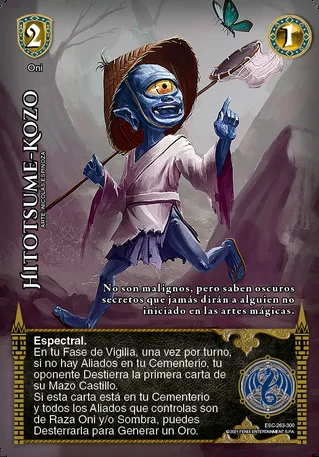 2
1
Oni
HITOTSUME-KOZO
ARTE: NICOLAS ESPINOZA
No son malignos, pero saben oscuros
secretos que jamás dirán a alguien no
iniciado en las artes mágicas.
Espectral.
En tu Fase de Vigilia, una vez por turno,
si no hay Aliados en tu Cementerio, tu
oponente Destierra la primera carta de
su Mazo Castillo.
Si esta carta está en tu Cementerio
y todos los Aliados que controlas son
de Raza Oni y/o Sombra, puedes
Desterrarla para Generar un Oro.
ESC-263-300
© 2021 FENIX ENTERTAINMENT S.P.A.